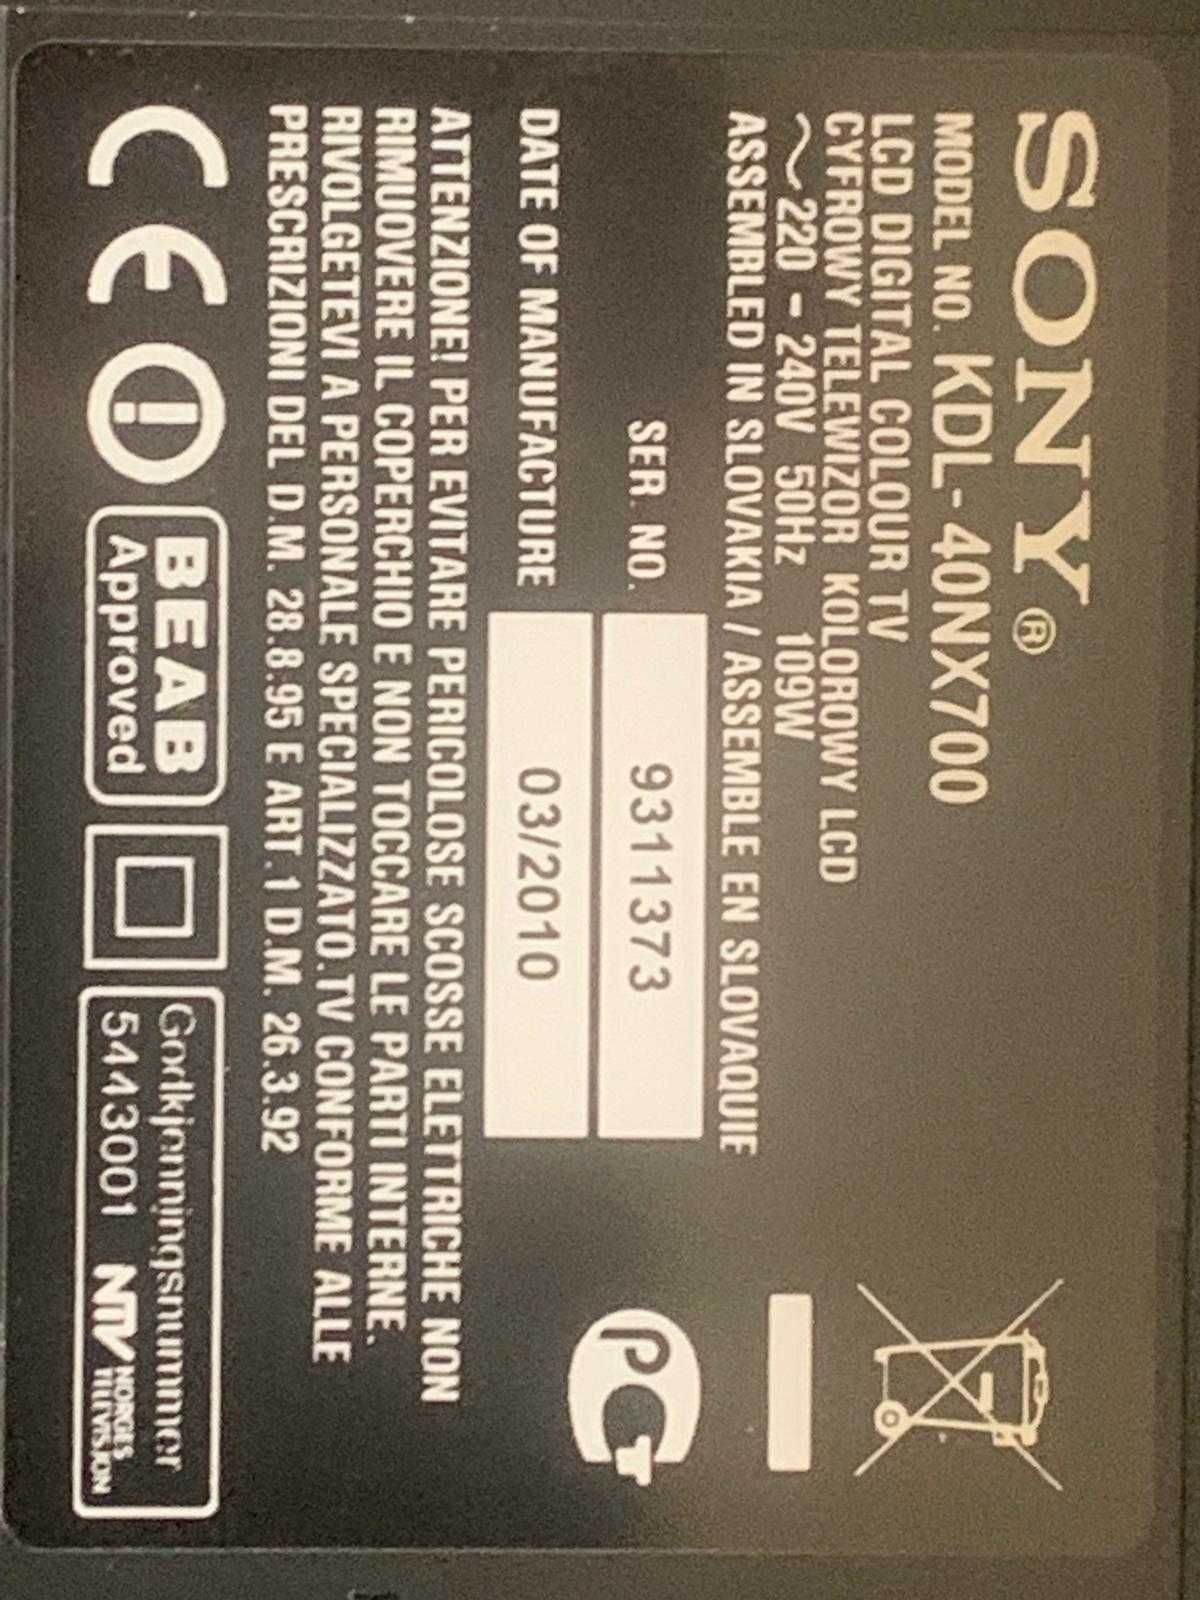 SONY®
MODEL NO. KDL-40NX700
LCD DIGITAL COLOUR TV
CYFROWY TELEWIZOR KOLOROWY LCD
~220 - 240V 50Hz 109W
ASSEMBLED IN SLOVAKIA / ASSEMBLE EN SLOVAQUIE
SER. NO. 9311373
DATE OF MANUFACTURE 03/2010
ATTENZIONE! PER EVITARE PERICOLOSE SCOSSE ELETTRICHE NON
RIMUOVERE IL COPERCHIO E NON TOCCARE LE PARTI INTERNE.
RIVOLGETEVI A PERSONALE SPECIALIZZATO.TV CONFORME ALLE
PRESCRIZIONI DEL D.M. 28.8.95 E ART.1 D.M. 26.3.92
CE
BEAB
Approved
Godkjenningsnummer
5443001 NTV NORGES
TELEVISJON
PCT